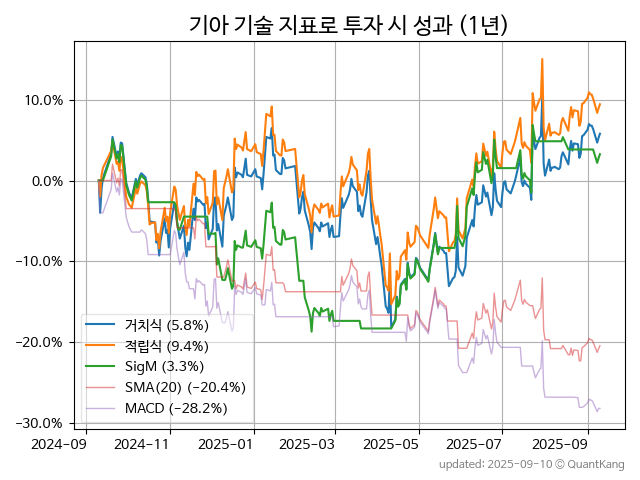 기아 기술 지표로 투자 시 성과 (1년)
10.0%
0.0%
−10.0%
−20.0%
−30.0%
거치식 (5.8%)
적립식 (9.4%)
SigM (3.3%)
SMA(20) (−20.4%)
MACD (−28.2%)
2024-09 2024-11 2025-01 2025-03 2025-05 2025-07 2025-09
updated: 2025-09-10 © QuantKang